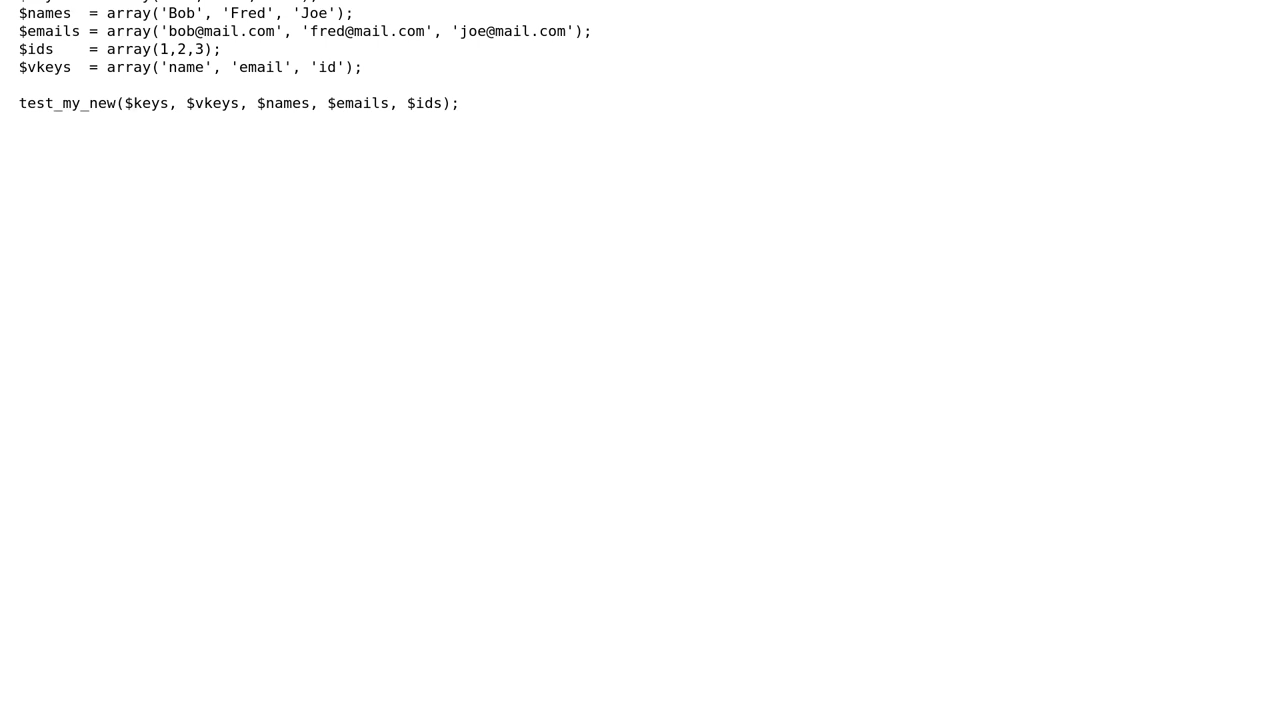 $names  = array('Bob', 'Fred', 'Joe');
$emails = array('bob@mail.com', 'fred@mail.com', 'joe@mail.com');
$ids    = array(1,2,3);
$vkeys  = array('name', 'email', 'id');
test_my_new($keys, $vkeys, $names, $emails, $ids);